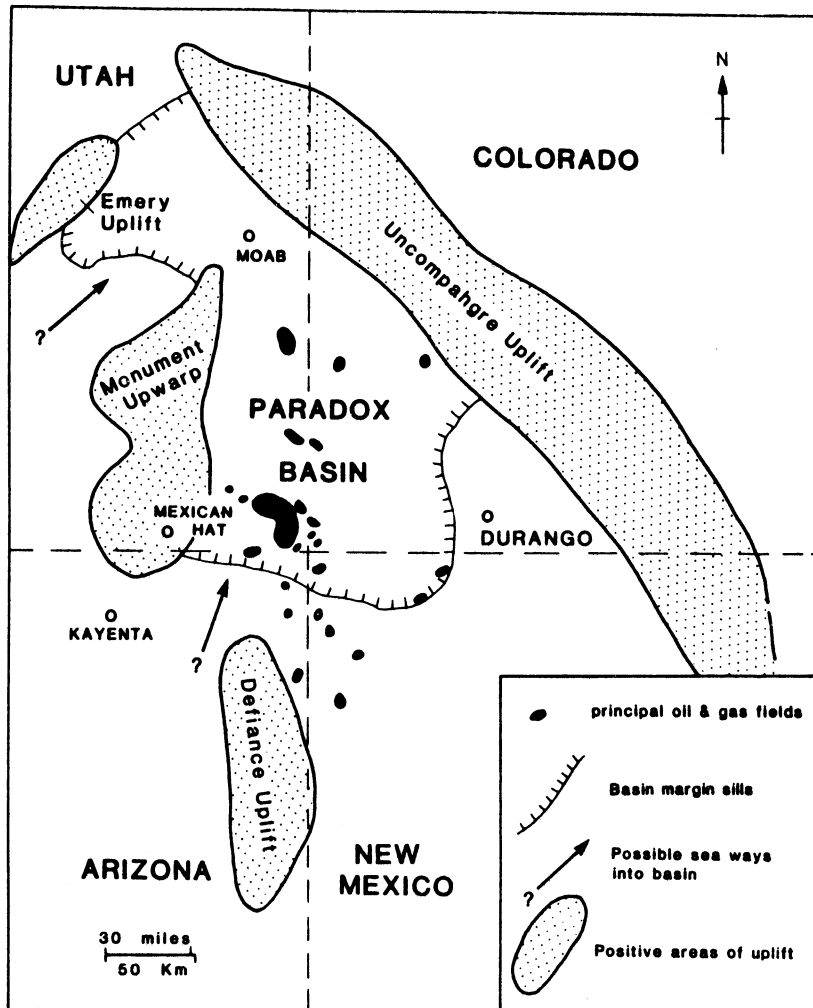 UTAH
N
COLORADO
Emery
Uplift
MOAB
Uncompahgre Uplift
?
Monument
Upwarp
PARADOX
BASIN
MEXICAN
HAT
DURANGO
KAYENTA
?
Defiance Uplift
ARIZONA
NEW
MEXICO
30 miles
50 Km
principal oil & gas fields
Basin margin sills
?
Possible sea ways
into basin
Positive areas of uplift